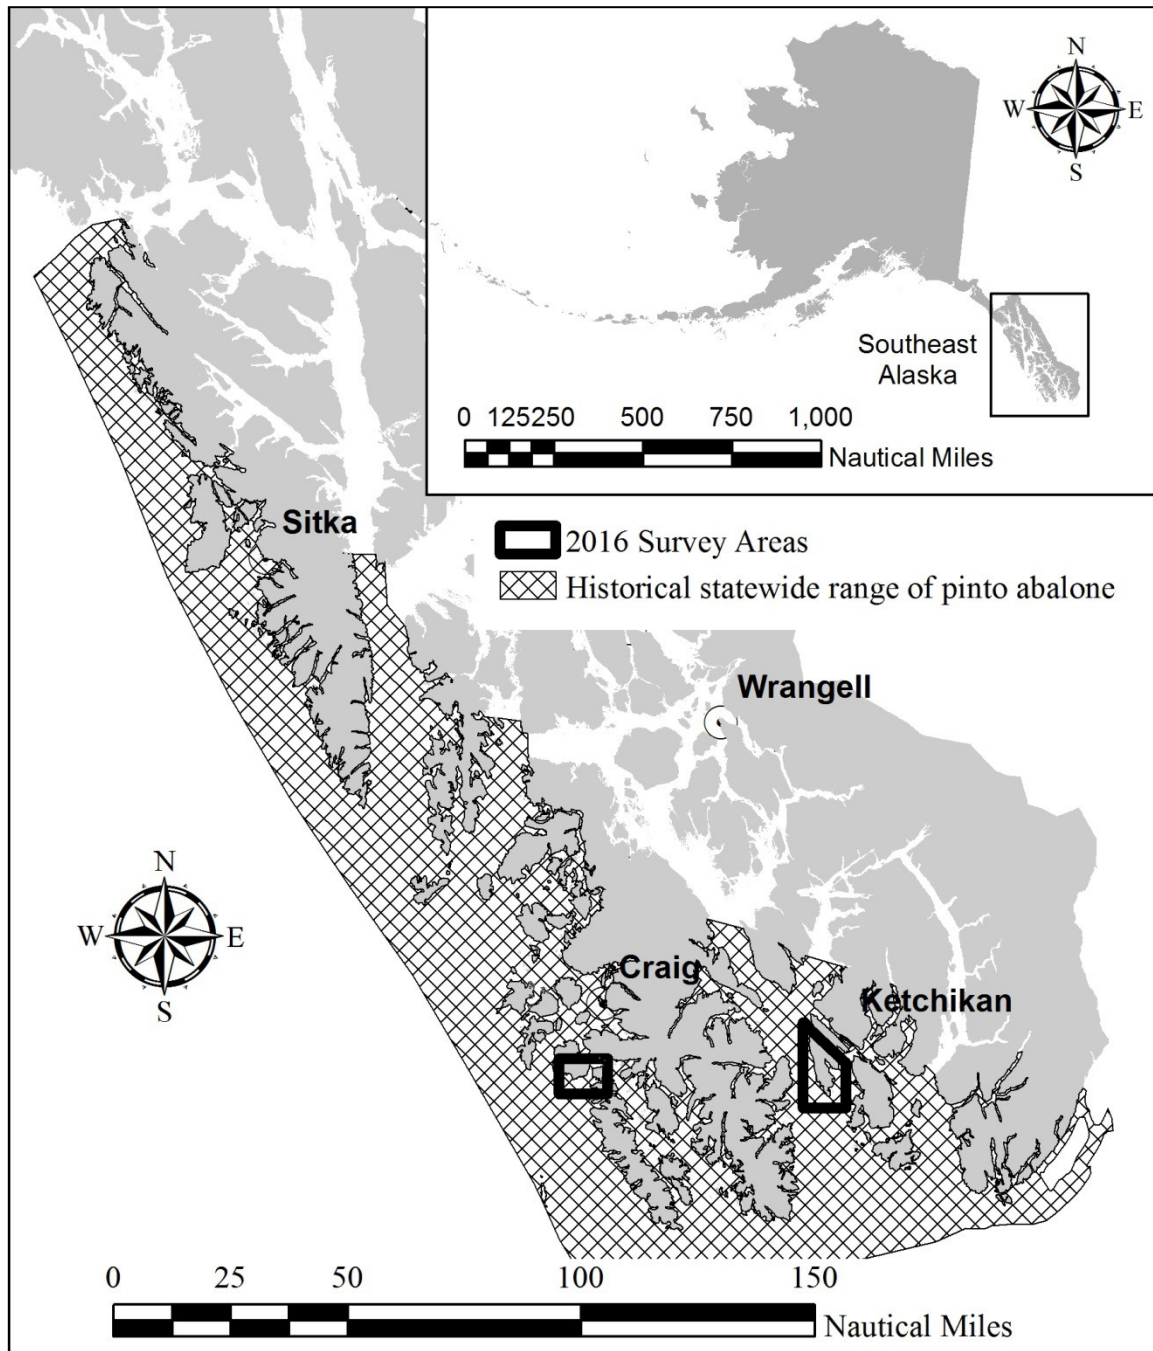 N
W E
S
Southeast
Alaska
0 125250 500 750 1,000
Nautical Miles
Sitka
2016 Survey Areas
Historical statewide range of pinto abalone
Wrangell
N
W E
S
Craig
Ketchikan
0 25 50 100 150
Nautical Miles